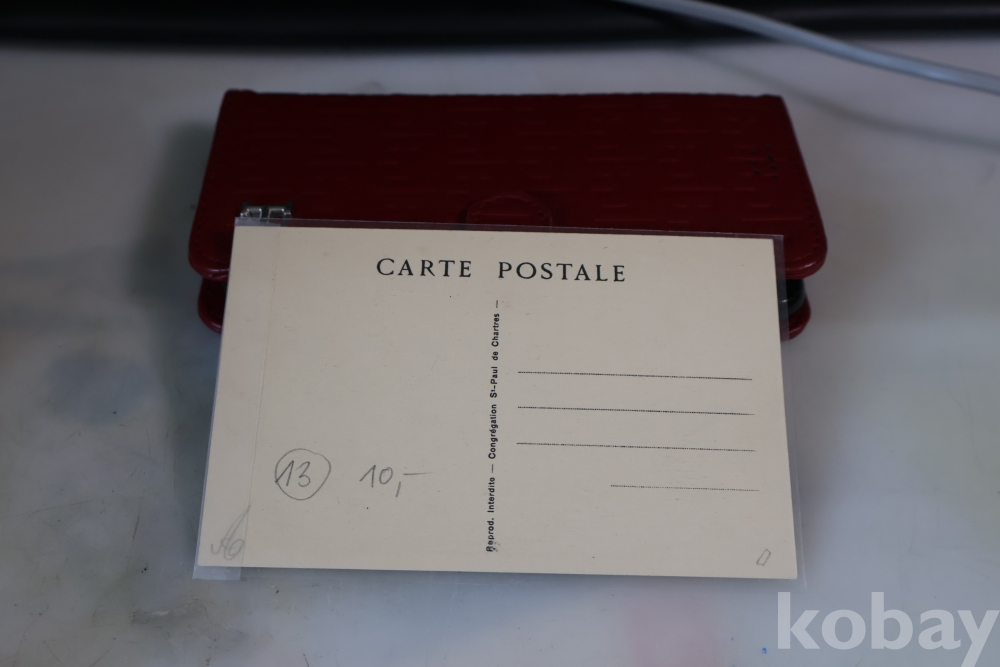 CARTE POSTALE
Reprod. Interdite — Congrégation St-Paul de Chartres —
13 10,-
kobay